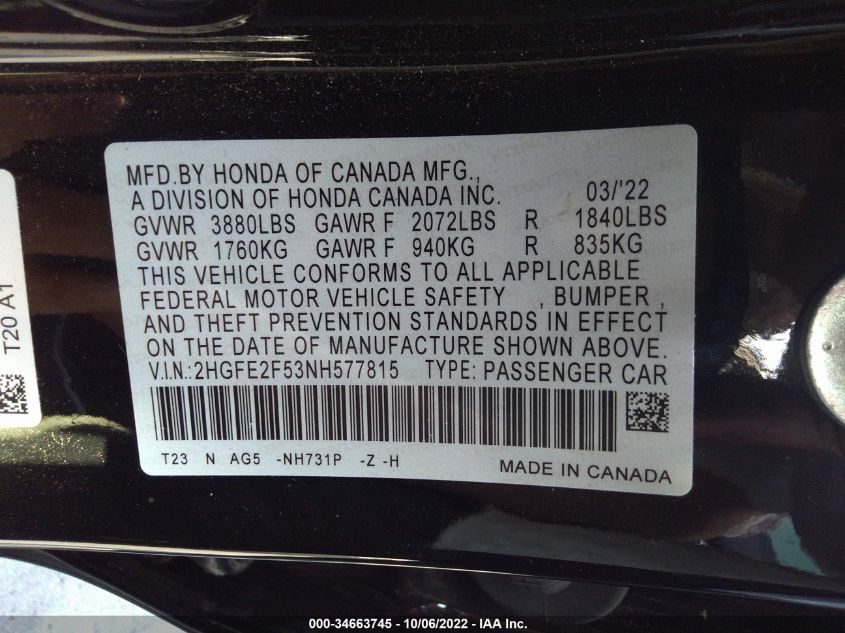 MFD.BY HONDA OF CANADA MFG.,
A DIVISION OF HONDA CANADA INC. 03/'22
GVWR 3880LBS GAWR F 2072LBS R 1840LBS
GVWR 1760KG GAWR F 940KG R 835KG
THIS VEHICLE CONFORMS TO ALL APPLICABLE
FEDERAL MOTOR VEHICLE SAFETY , BUMPER ,
AND THEFT PREVENTION STANDARDS IN EFFECT
ON THE DATE OF MANUFACTURE SHOWN ABOVE.
V.I.N.:2HGFE2F53NH577815 TYPE: PASSENGER CAR
T23 N AG5 -NH731P -Z -H MADE IN CANADA
T20 A1
000-34663745 - 10/06/2022 - IAA Inc.